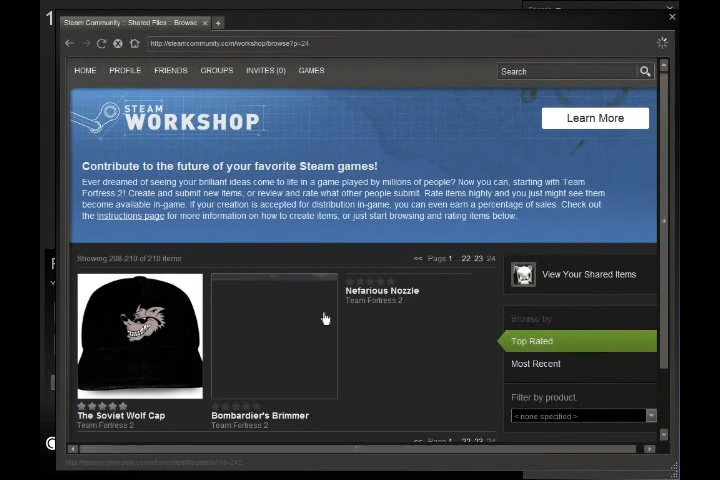 Steam Community :: Shared Files :: Browse
http://steamcommunity.com/workshop/browse?p=24
HOME PROFILE FRIENDS GROUPS INVITES (0) GAMES
Search
STEAM
WORKSHOP
Learn More
Contribute to the future of your favorite Steam games!
Ever dreamed of seeing your brilliant ideas come to life in a game played by millions of people? Now you can, starting with Team
Fortress 2! Create and submit new items, or review and rate what other people submit. Rate items highly and you just might see them
become available in-game. If your creation is accepted for distribution in-game, you can even earn a percentage of sales. Check out
the Instructions page for more information on how to create items, or just start browsing and rating items below.
Showing 208-210 of 210 items
<< Page 1 .. 22 23 24
View Your Shared Items
Nefarious Nozzle
Team Fortress 2
Browse by:
Top Rated
Most Recent
Filter by product:
< none specified >
The Soviet Wolf Cap
Team Fortress 2
Bombardier's Brimmer
Team Fortress 2
<< Page 1 .. 22 23 24